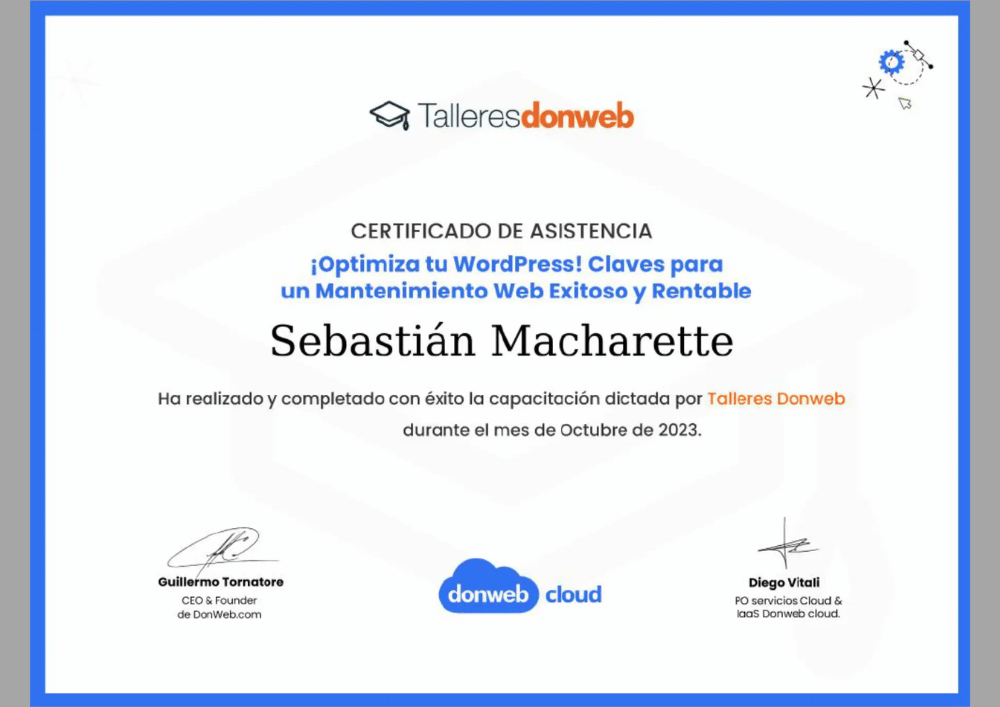 Talleresdonweb
CERTIFICADO DE ASISTENCIA
¡Optimiza tu WordPress! Claves para
un Mantenimiento Web Exitoso y Rentable
Sebastián Macharette
Ha realizado y completado con éxito la capacitación dictada por Talleres Donweb
durante el mes de Octubre de 2023.
Guillermo Tornatore
CEO & Founder
de DonWeb.com
donweb cloud
Diego Vitali
PO servicios Cloud &
IaaS Donweb cloud.